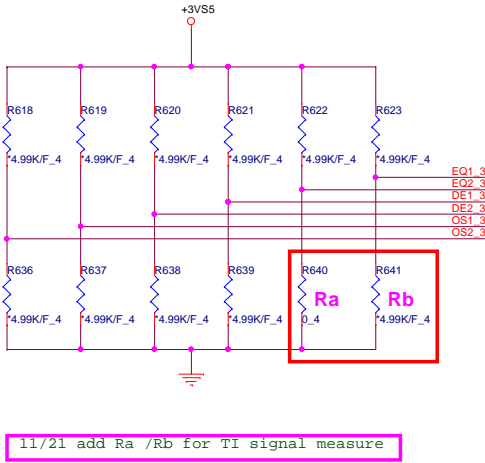 +3VS5
R618 R619 R620 R621 R622 R623
*4.99K/F_4 *4.99K/F_4 *4.99K/F_4 *4.99K/F_4 *4.99K/F_4 *4.99K/F_4
EQ1_3
EQ2_3
DE1_3
DE2_3
OS1_3
OS2_3
R636 R637 R638 R639 R640 R641
Ra Rb
*4.99K/F_4 *4.99K/F_4 *4.99K/F_4 *4.99K/F_4 0_4 *4.99K/F_4
11/21 add Ra /Rb for TI signal measure